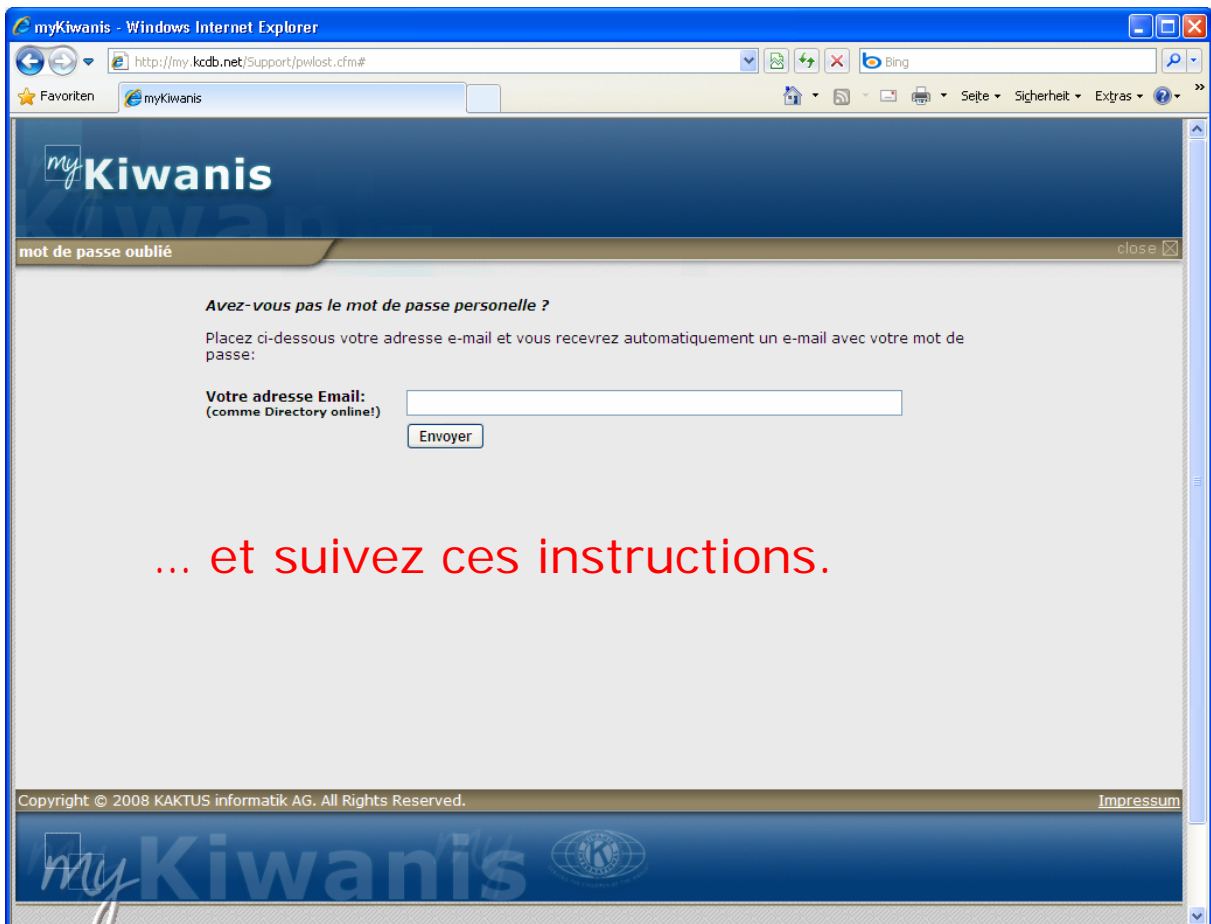 myKiwanis - Windows Internet Explorer
http://my.kcdb.net/Support/pwlost.cfm#
Bing
Favoriten
myKiwanis
Seite
Sicherheit
Extras
my Kiwanis
mot de passe oublié
close
Avez-vous pas le mot de passe personelle ?
Placez ci-dessous votre adresse e-mail et vous recevrez automatiquement un e-mail avec votre mot de
passe:
Votre adresse Email:
(comme Directory online!)
Envoyer
... et suivez ces instructions.
Copyright © 2008 KAKTUS informatik AG. All Rights Reserved.
Impressum
my Kiwanis